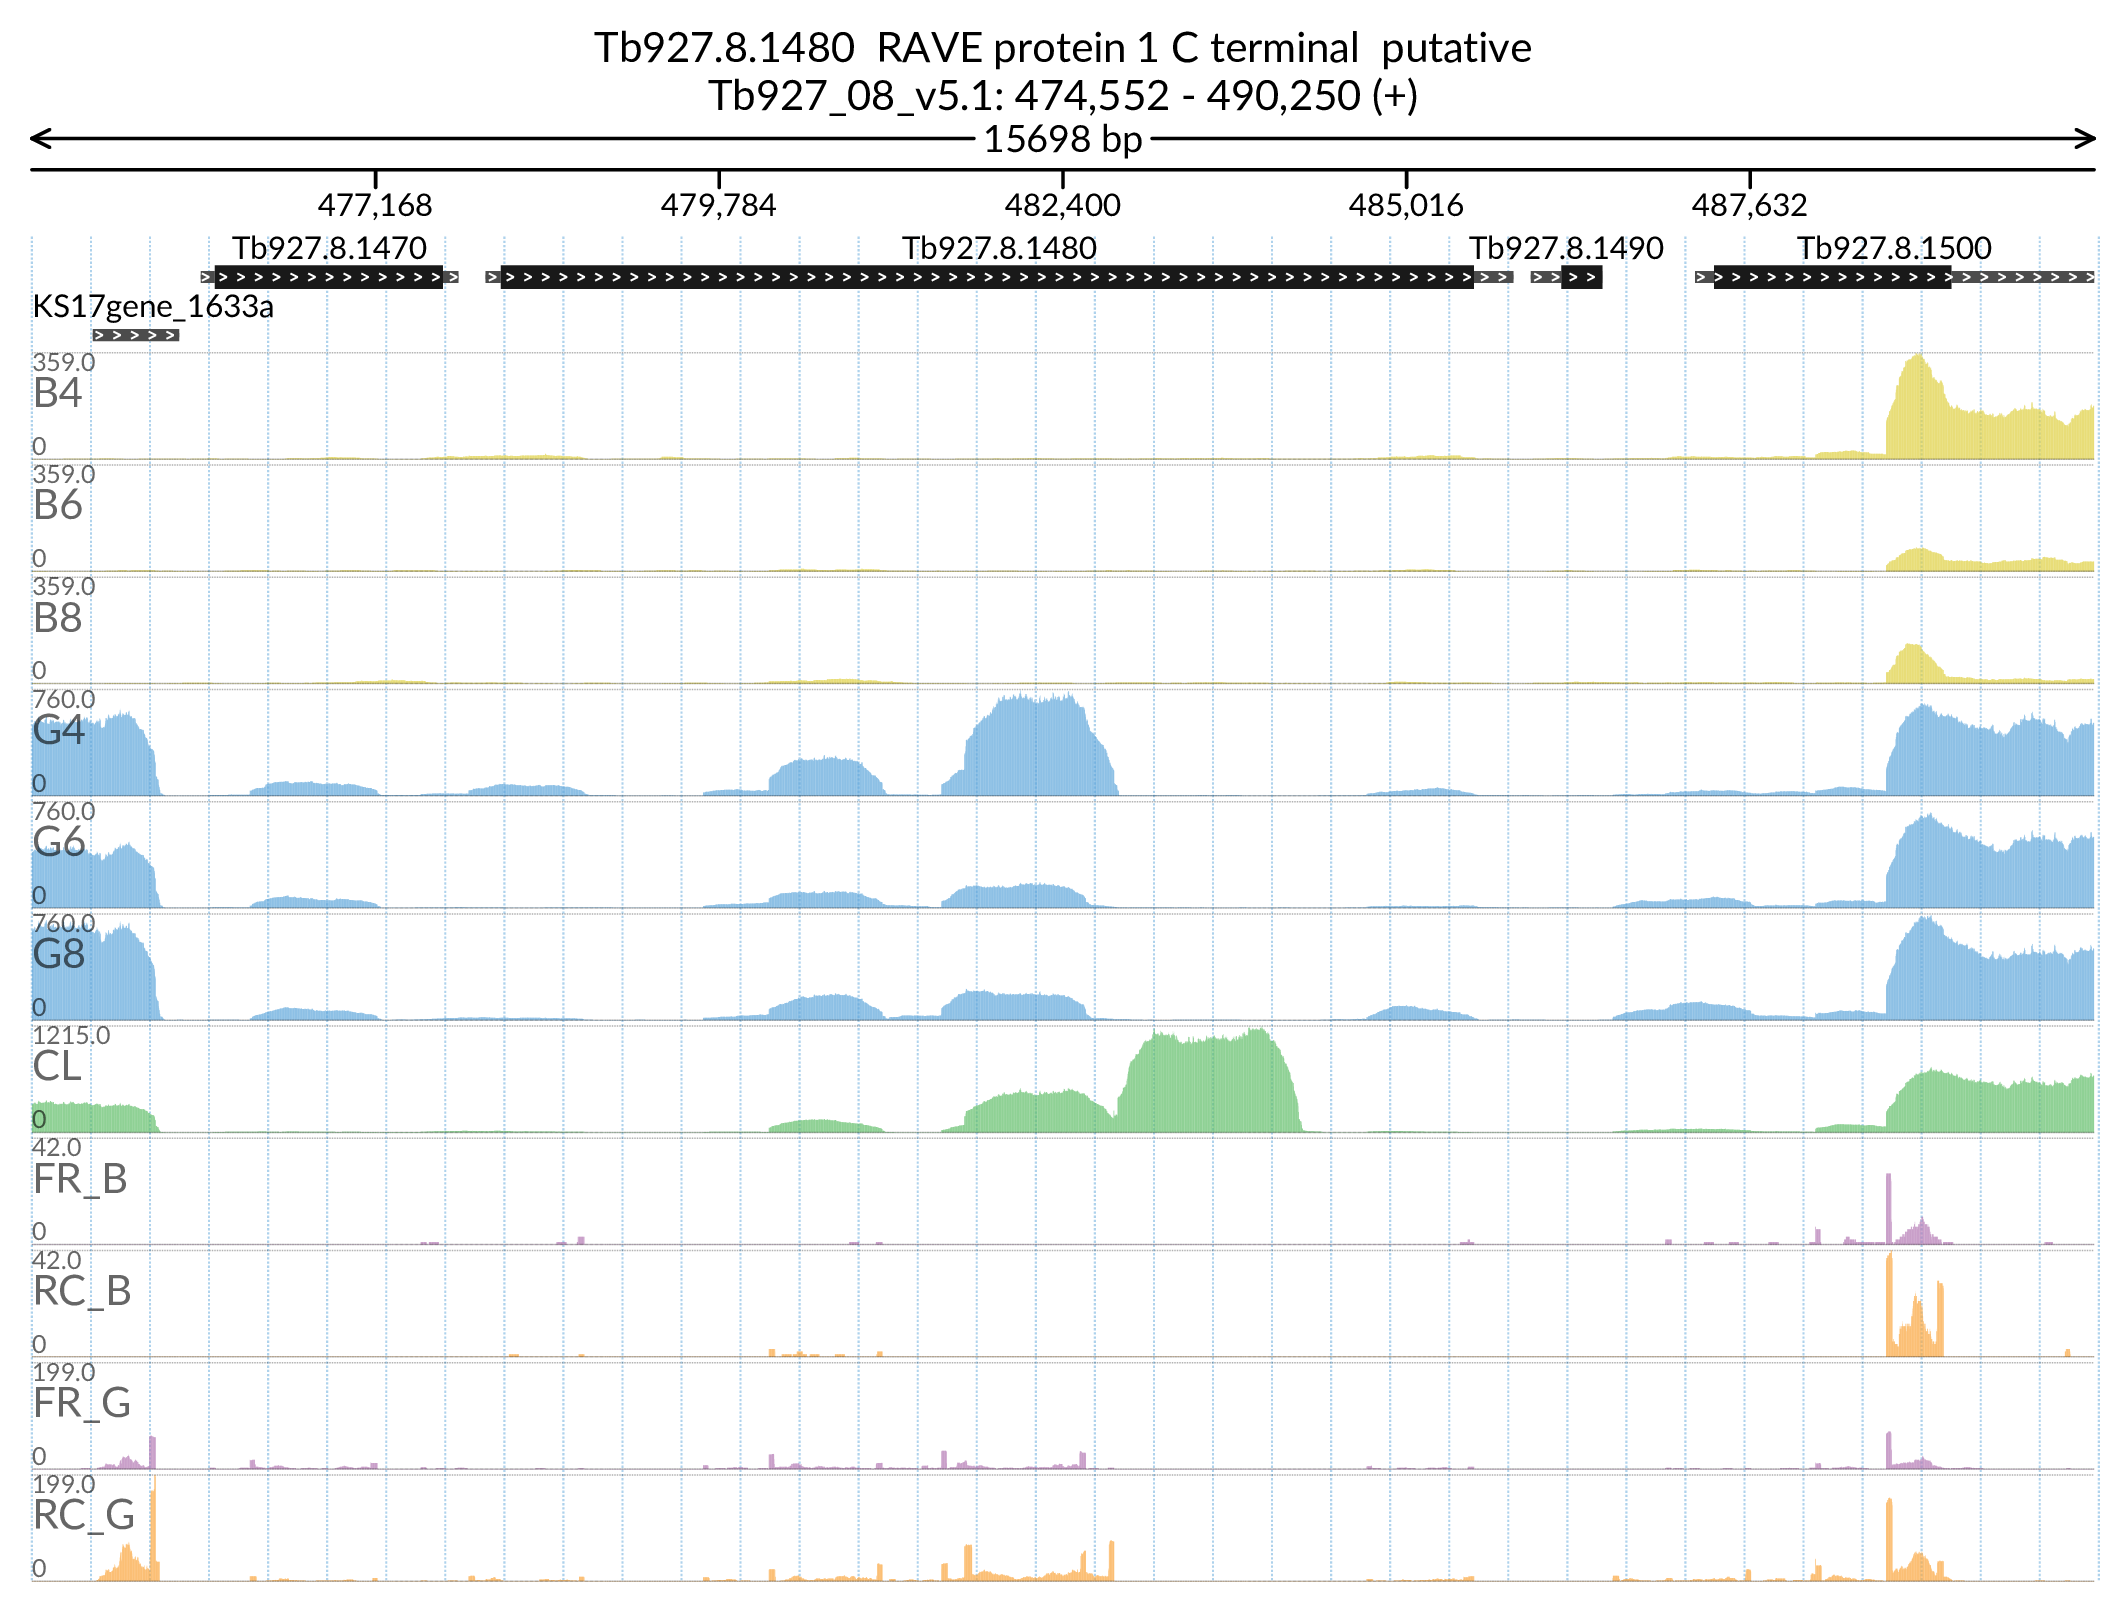 Tb927.8.1480  RAVE protein 1 C terminal  putative
Tb927_08_v5.1: 474,552 - 490,250 (+)
15698 bp
477,168 479,784 482,400 485,016 487,632
Tb927.8.1470 Tb927.8.1480 Tb927.8.1490 Tb927.8.1500
KS17gene_1633a
359.0
B4
0
359.0
B6
0
359.0
B8
0
760.0
G4
0
760.0
G6
0
760.0
G8
0
1215.0
CL
0
42.0
FR_B
0
42.0
RC_B
0
199.0
FR_G
0
199.0
RC_G
0